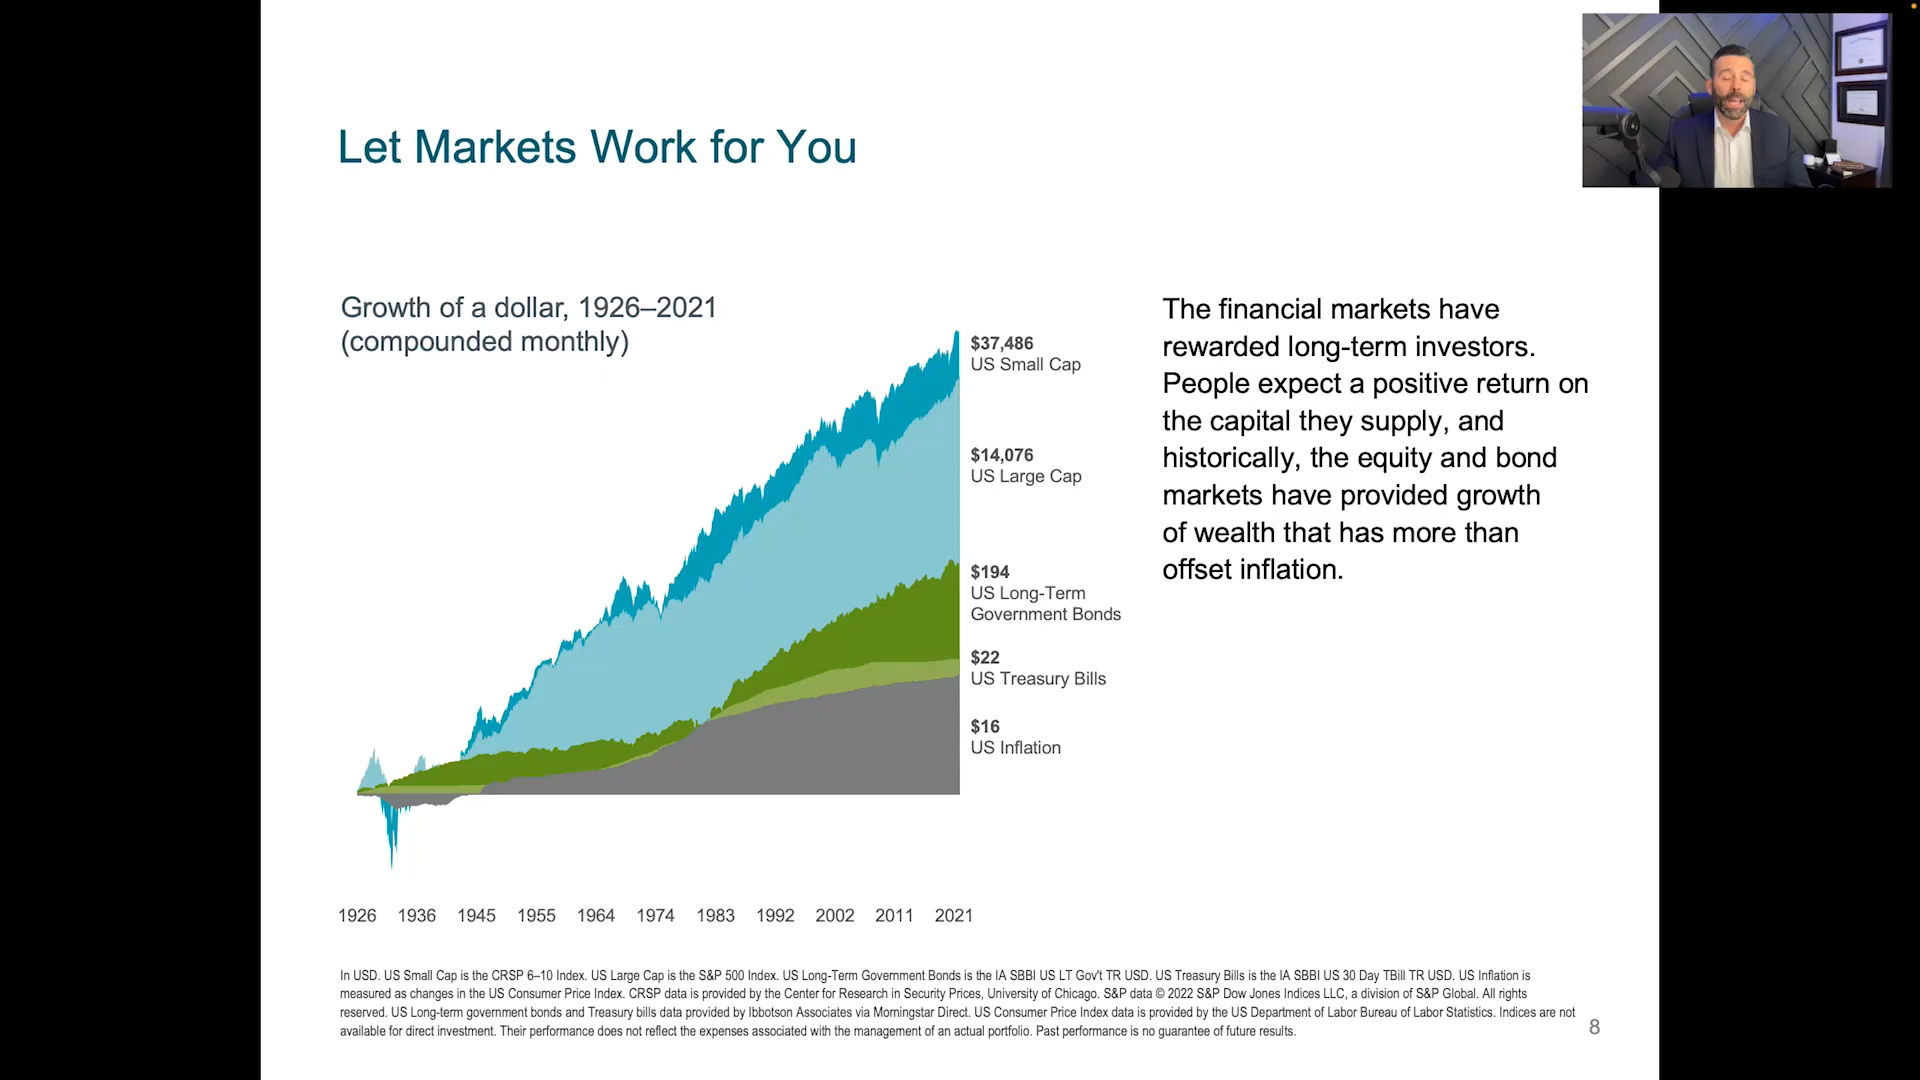 Let Markets Work for You
Growth of a dollar, 1926–2021
(compounded monthly)
$37,486
US Small Cap
$14,076
US Large Cap
$194
US Long-Term
Government Bonds
$22
US Treasury Bills
$16
US Inflation
1926 1936 1945 1955 1964 1974 1983 1992 2002 2011 2021
The financial markets have
rewarded long-term investors.
People expect a positive return on
the capital they supply, and
historically, the equity and bond
markets have provided growth
of wealth that has more than
offset inflation.
In USD. US Small Cap is the CRSP 6–10 Index. US Large Cap is the S&P 500 Index. US Long-Term Government Bonds is the IA SBBI US LT Gov't TR USD. US Treasury Bills is the IA SBBI US 30 Day TBill TR USD. US Inflation is
measured as changes in the US Consumer Price Index. CRSP data is provided by the Center for Research in Security Prices, University of Chicago. S&P data © 2022 S&P Dow Jones Indices LLC, a division of S&P Global. All rights
reserved. US Long-term government bonds and Treasury bills data provided by Ibbotson Associates via Morningstar Direct. US Consumer Price Index data is provided by the US Department of Labor Bureau of Labor Statistics. Indices are not
available for direct investment. Their performance does not reflect the expenses associated with the management of an actual portfolio. Past performance is no guarantee of future results.
8